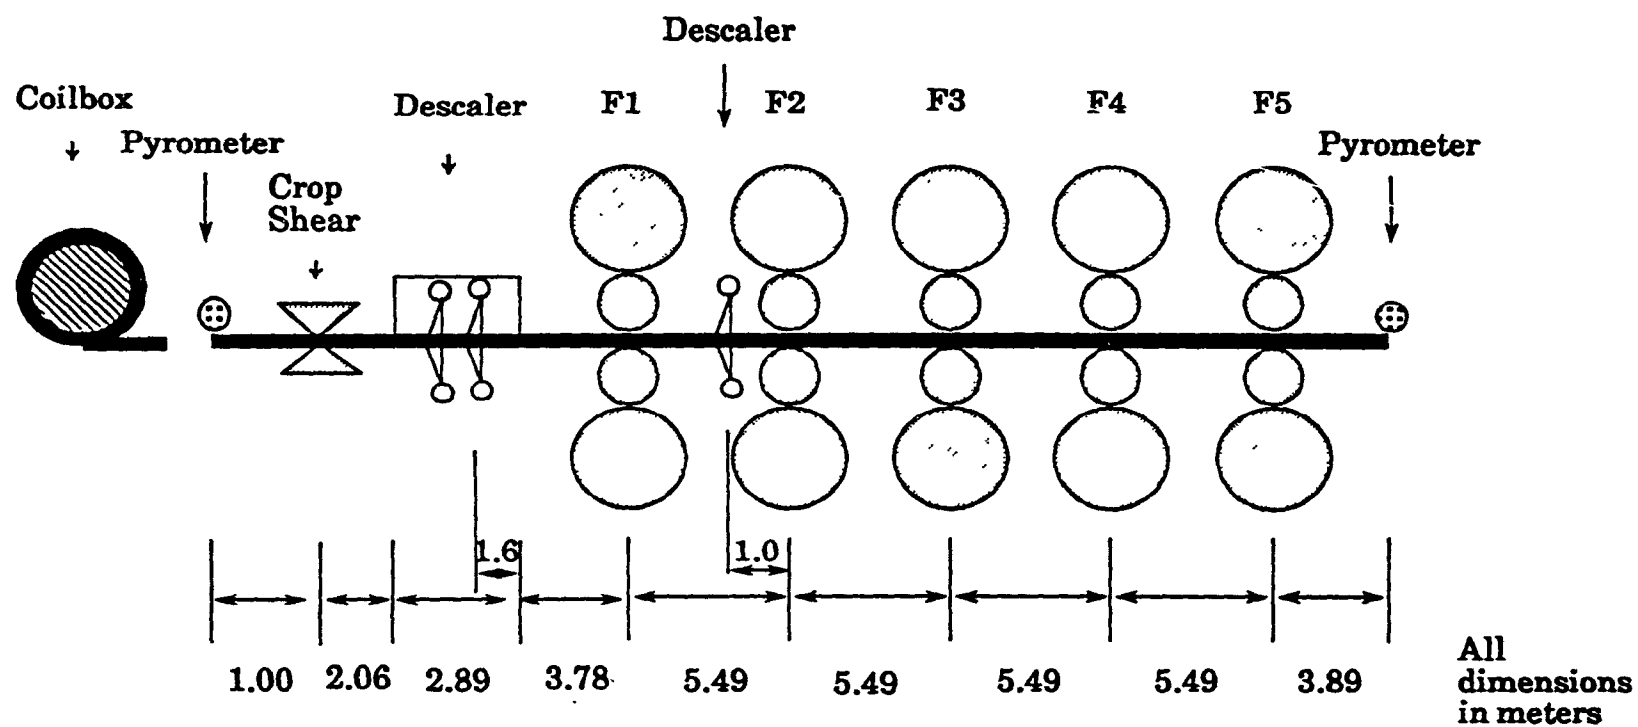 Descaler
Coilbox
Pyrometer
Crop
Shear
Descaler
F1
F2
F3
F4
F5
Pyrometer
1.6
1.0
1.00
2.06
2.89
3.78
5.49
5.49
5.49
5.49
3.89
All
dimensions
in meters